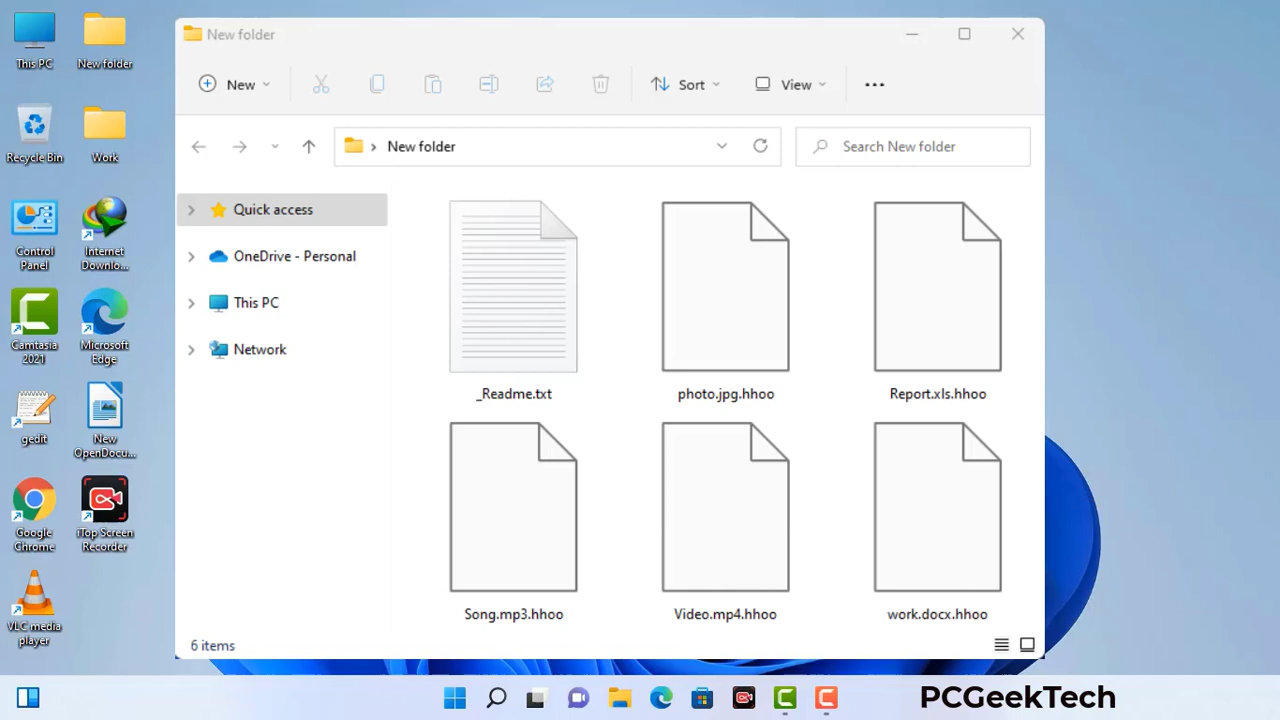 New folder
New
Sort
View
New folder
Search New folder
Quick access
OneDrive - Personal
This PC
Network
_Readme.txt
photo.jpg.hhoo
Report.xls.hhoo
Song.mp3.hhoo
Video.mp4.hhoo
work.docx.hhoo
6 items
This PC
New folder
Recycle Bin
Work
Control
Panel
Internet
Downlo...
Camtasia
2021
Microsoft
Edge
gedit
New
OpenDocu...
Google
Chrome
iTop Screen
Recorder
VLC media
player
PCGeekTech